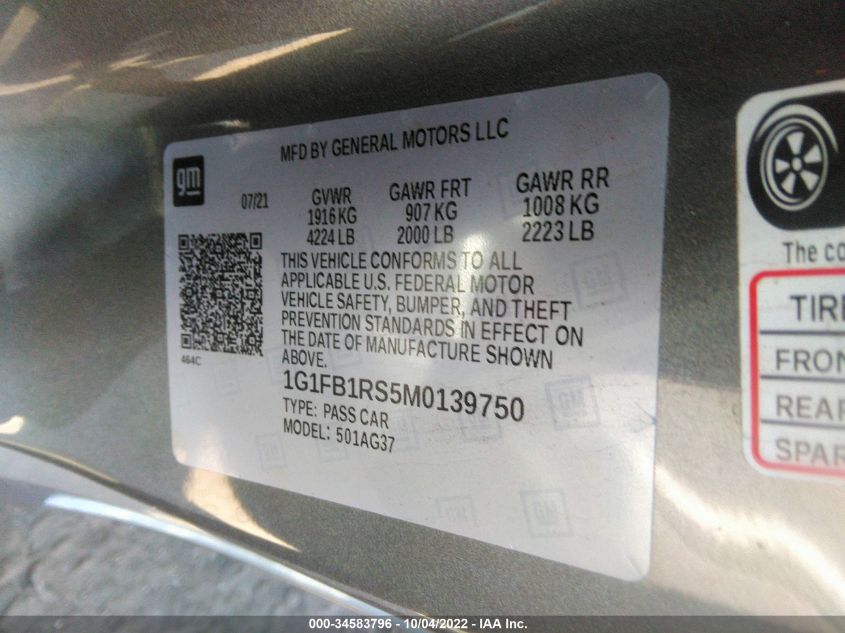 MFD BY GENERAL MOTORS LLC
gm
07/21
GVWR GAWR FRT GAWR RR
1916 KG 907 KG 1008 KG
4224 LB 2000 LB 2223 LB
THIS VEHICLE CONFORMS TO ALL
APPLICABLE U.S. FEDERAL MOTOR
VEHICLE SAFETY, BUMPER, AND THEFT
PREVENTION STANDARDS IN EFFECT ON
THE DATE OF MANUFACTURE SHOWN
ABOVE.
464C
1G1FB1RS5M0139750
TYPE: PASS CAR
MODEL: 501AG37
The co
TIRE
FRON
REAR
SPAR
000-34583796 - 10/04/2022 - IAA Inc.